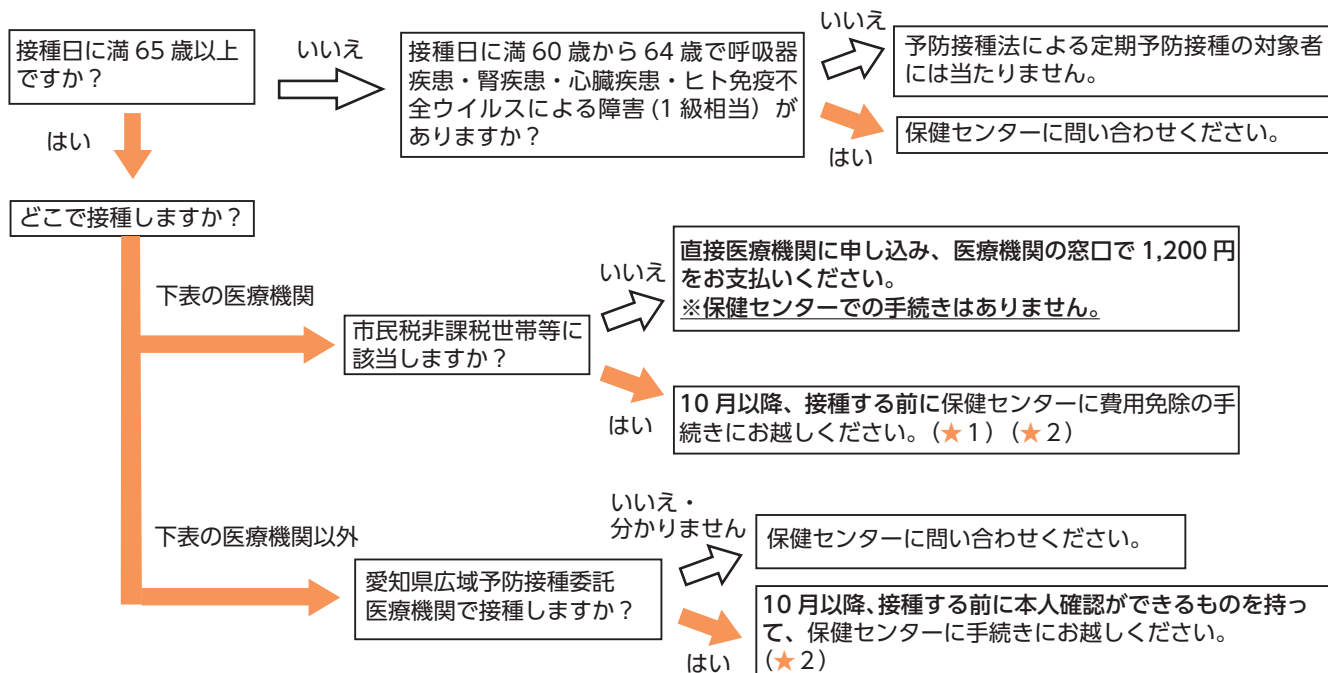 接種日に満 65 歳以上
ですか？
いいえ
接種日に満 60 歳から 64 歳で呼吸器
疾患・腎疾患・心臓疾患・ヒト免疫不
全ウイルスによる障害 (1 級相当）が
ありますか？
いいえ
予防接種法による定期予防接種の対象者
には当たりません。
はい
保健センターに問い合わせください。
はい
どこで接種しますか？
下表の医療機関
市民税非課税世帯等に
該当しますか？
いいえ
直接医療機関に申し込み、医療機関の窓口で 1,200 円
をお支払いください。
※保健センターでの手続きはありません。
はい
10 月以降、接種する前に保健センターに費用免除の手
続きにお越しください。（★１）（★２）
下表の医療機関以外
愛知県広域予防接種委託
医療機関で接種しますか？
いいえ・
分かりません
保健センターに問い合わせください。
はい
10 月以降、接種する前に本人確認ができるものを持っ
て、保健センターに手続きにお越しください。
（★２）